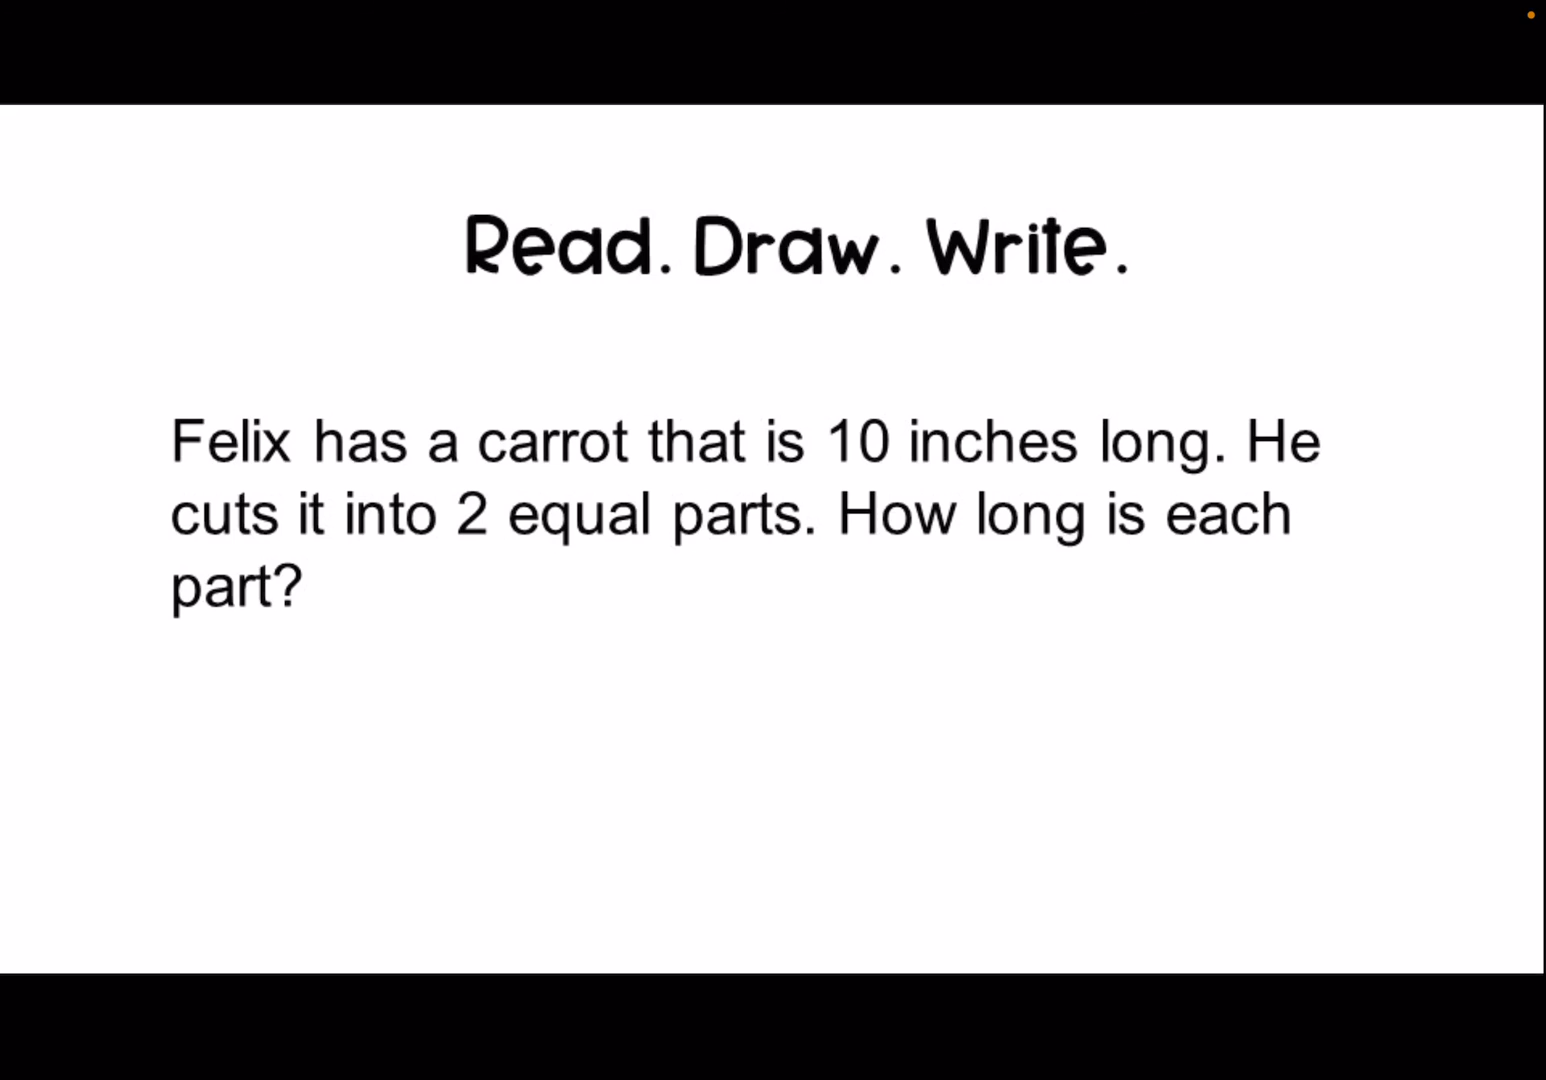 Read. Draw. Write.
Felix has a carrot that is 10 inches long. He
cuts it into 2 equal parts. How long is each
part?